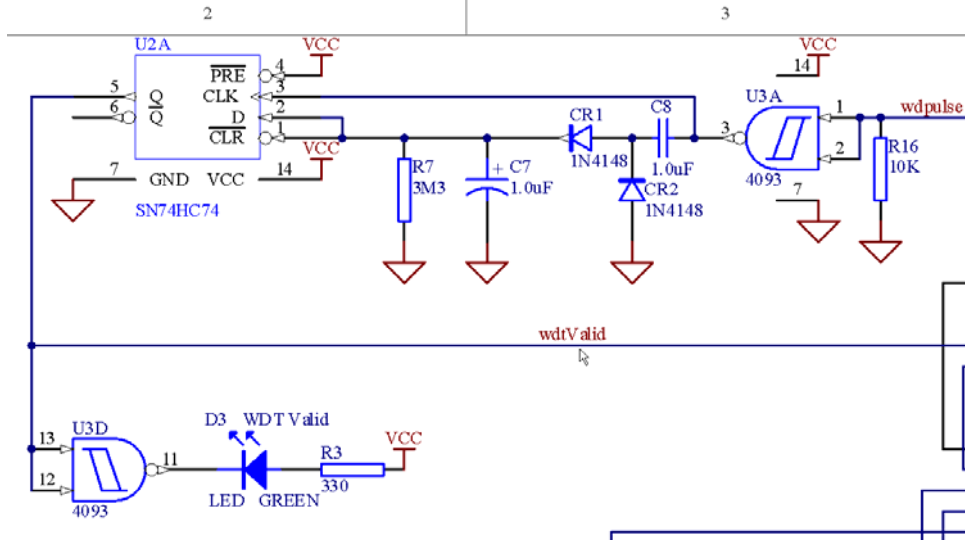 2 3
U2A VCC VCC
PRE 4 14
CLK 3 U3A
5 Q D 2 CR1 C8 1 wdpulse
6 Q CLR 1 3
VCC R7 + C7 1N4148 1.0uF 2 R16
7 GND VCC 14 3M3 1.0uF CR2 4093 10K
SN74HC74 1N4148 7
wdtValid
D3 WDT Valid
U3D VCC
13 R3
11
12 330
LED GREEN
4093